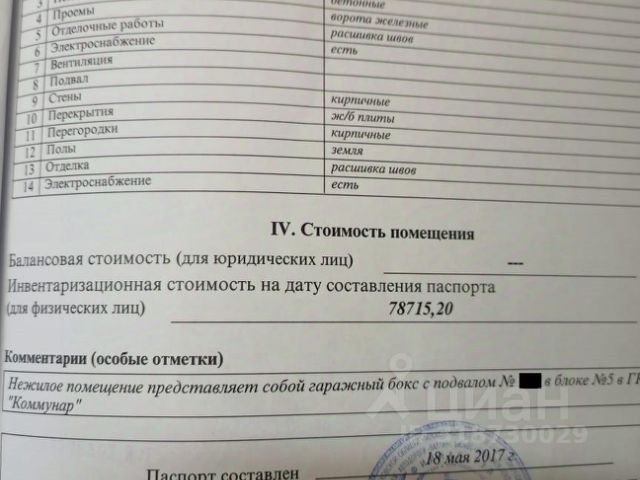 3 бетонные
4 Проемы ворота железные
5 Отделочные работы расшивка швов
6 Электроснабжение есть
7 Вентиляция
8 Подвал
9 Стены кирпичные
10 Перекрытия ж/б плиты
11 Перегородки кирпичные
12 Полы земля
13 Отделка расшивка швов
14 Электроснабжение есть
IV. Стоимость помещения
Балансовая стоимость (для юридических лиц) ---
Инвентаризационная стоимость на дату составления паспорта
(для физических лиц) 78715,20
Комментарии (особые отметки)
Нежилое помещение представляет собой гаражный бокс с подвалом № в блоке №5 в ГК
"Коммунар"
циан
Паспорт составлен 18 мая 2017 г.